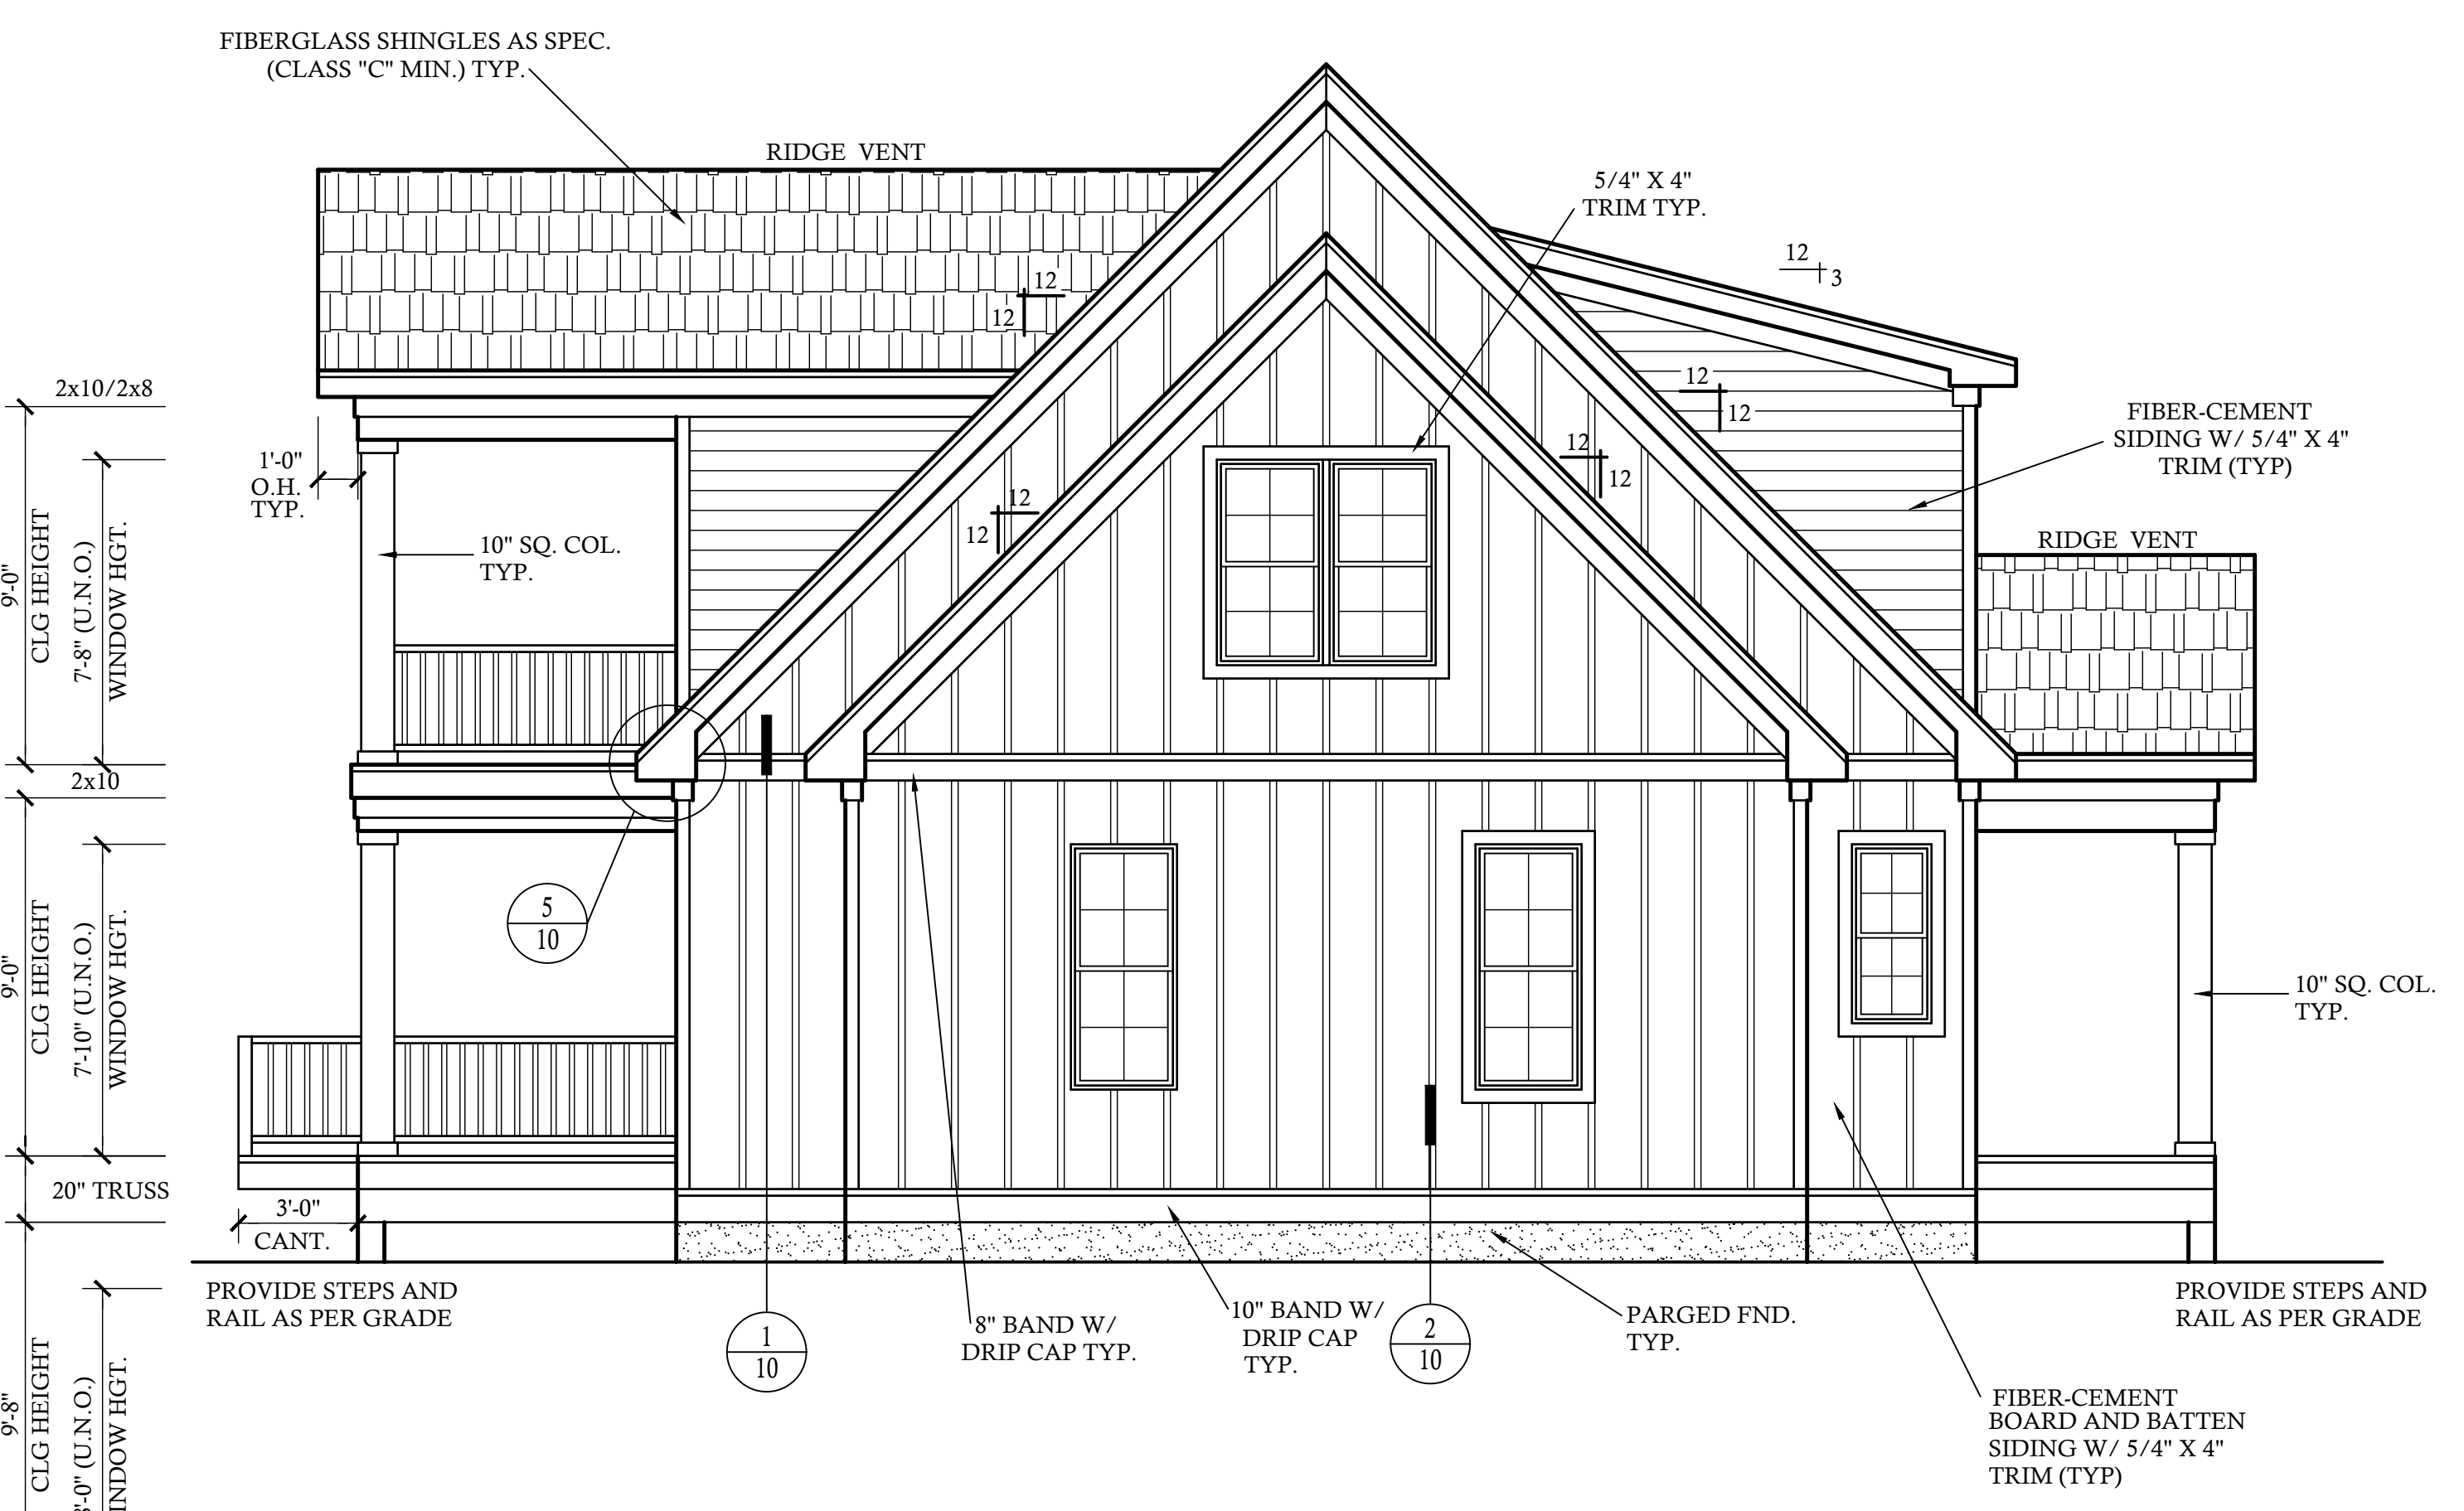 FIBERGLASS SHINGLES AS SPEC.
(CLASS "C" MIN.) TYP.
RIDGE VENT
5/4" X 4"
TRIM TYP.
12
3
12
12
2x10/2x8
12
12
FIBER-CEMENT
SIDING W/ 5/4" X 4"
TRIM (TYP)
1'-0"
O.H.
TYP.
12
12
12
12
10" SQ. COL.
TYP.
RIDGE VENT
9'-0"
CLG HEIGHT
7'-8" (U.N.O.)
WINDOW HGT.
2x10
5
10
9'-0"
CLG HEIGHT
7'-10" (U.N.O.)
WINDOW HGT.
10" SQ. COL.
TYP.
20" TRUSS
3'-0"
CANT.
PROVIDE STEPS AND
RAIL AS PER GRADE
1
10
8" BAND W/
DRIP CAP TYP.
10" BAND W/
DRIP CAP
TYP.
2
10
PARGED FND.
TYP.
PROVIDE STEPS AND
RAIL AS PER GRADE
FIBER-CEMENT
BOARD AND BATTEN
SIDING W/ 5/4" X 4"
TRIM (TYP)
9'-8"
CLG HEIGHT
'-0" (U.N.O.)
INDOW HGT.